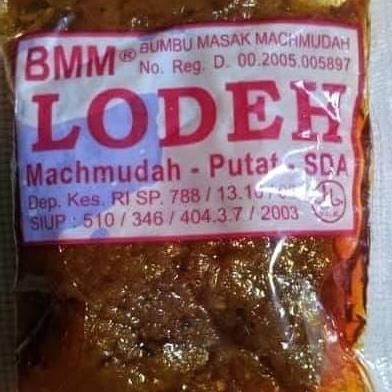 BMM® BUMBU MASAK MACHMUDAH
No. Reg. D. 00.2005.005897
LODEH
Machmudah - Putat - SDA
Dep. Kes. RI SP. 788 / 13.10
SIUP : 510 / 346 / 404.3.7 / 2003